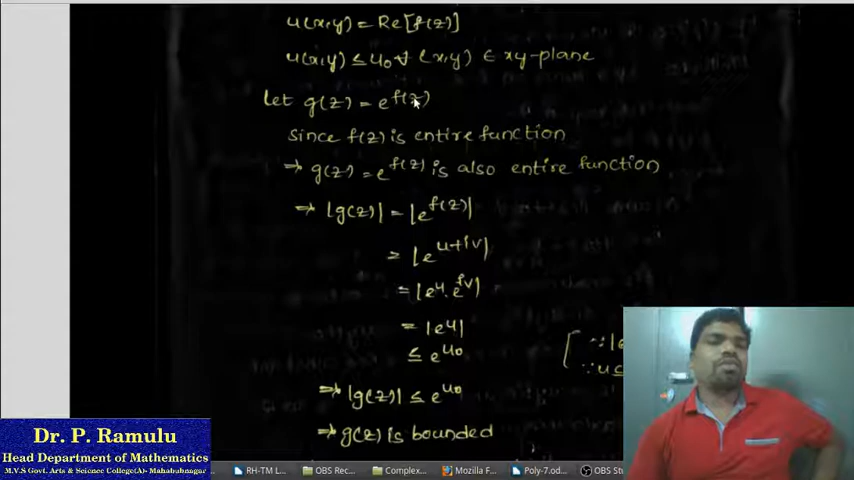 u(x,y) = Re[f(z)]
u(x,y) ≤ u₀ ∀ (x,y) ∈ xy-plane
let g(z) = e^f(z)
since f(z) is entire function
⇒ g(z) = e^f(z) is also entire function
⇒ |g(z)| = |e^f(z)|
= |e^u+iv|
= |e^u. e^iv|
= |e^u|
≤ e^u₀
[∵ |e
∵ u ≤
⇒ |g(z)| ≤ e^u₀
⇒ g(z) is bounded
Dr. P. Ramulu
Head Department of Mathematics
M.V.S Govt. Arts & Science College(A)- Mahabubnagar
RH-TM L... OBS Rec... Complex... Mozilla F... Poly-7.od... OBS Stu